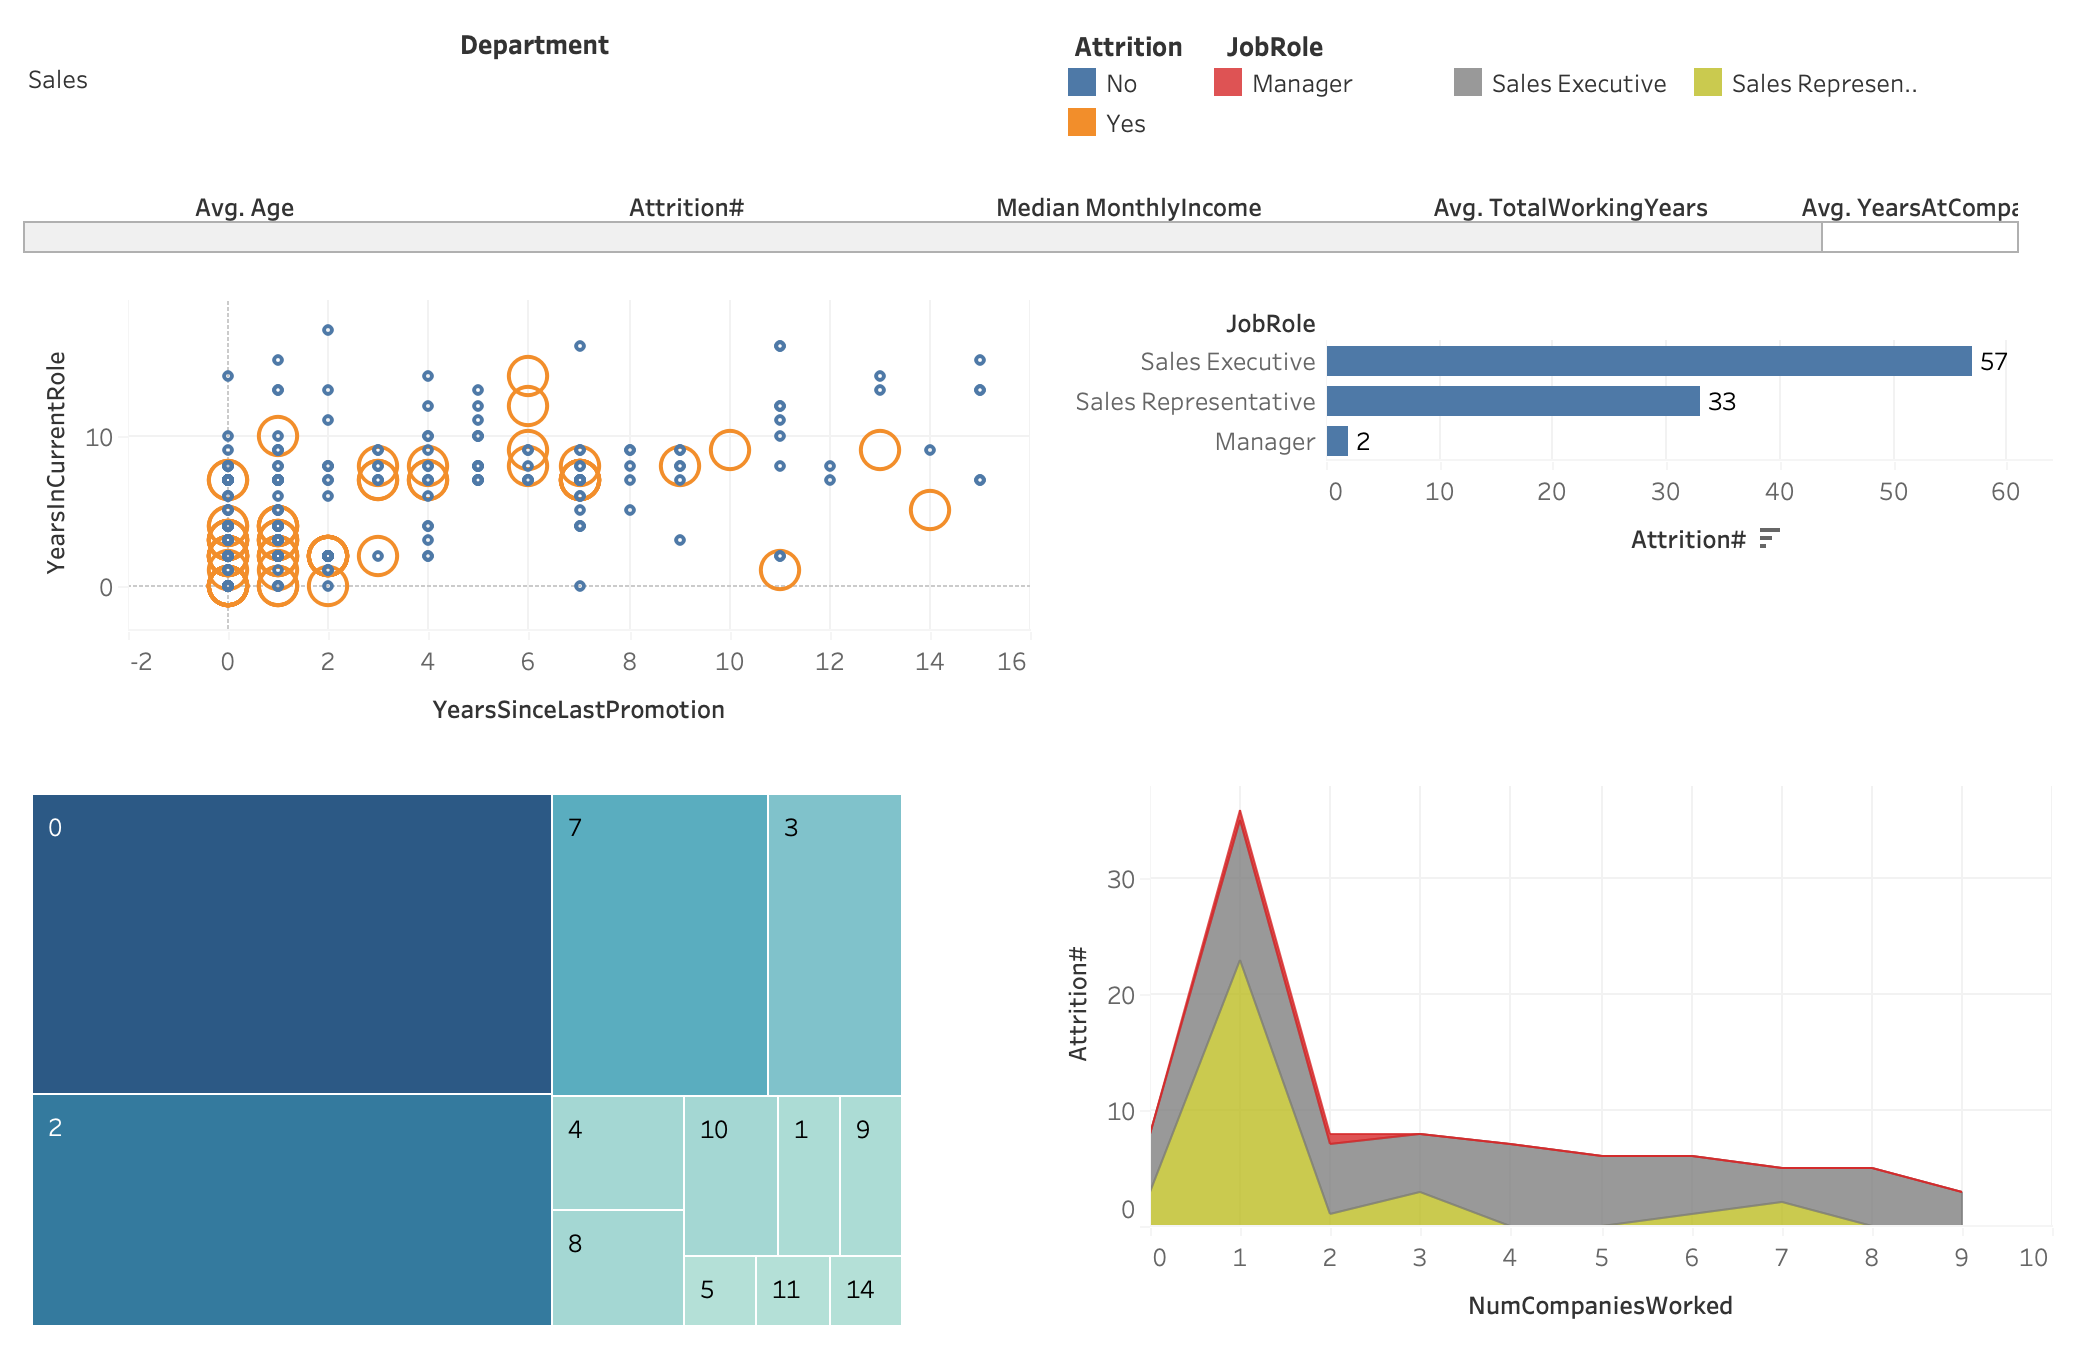 Department
Sales
Attrition
No
Yes
JobRole
Manager
Sales Executive
Sales Represen..
Avg. Age Attrition# Median MonthlyIncome Avg. TotalWorkingYears Avg. YearsAtCompa
YearsInCurrentRole
10
0
-2 0 2 4 6 8 10 12 14 16
YearsSinceLastPromotion
JobRole
Sales Executive 57
Sales Representative 33
Manager 2
0 10 20 30 40 50 60
Attrition#
0 7 3
2 4 10 1 9
8
5 11 14
Attrition#
30
20
10
0
0 1 2 3 4 5 6 7 8 9 10
NumCompaniesWorked